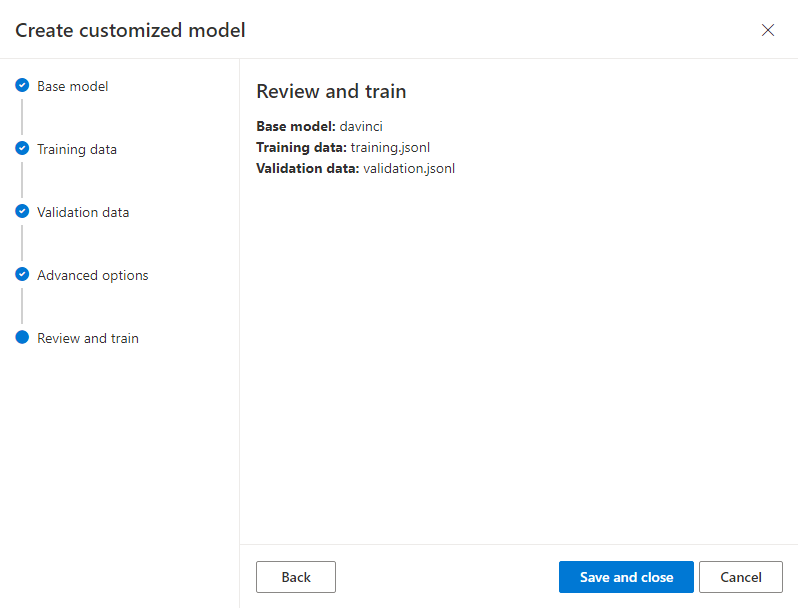 Create customized model
Base model
Training data
Validation data
Advanced options
Review and train
Review and train
Base model: davinci
Training data: training.jsonl
Validation data: validation.jsonl
Back
Save and close
Cancel